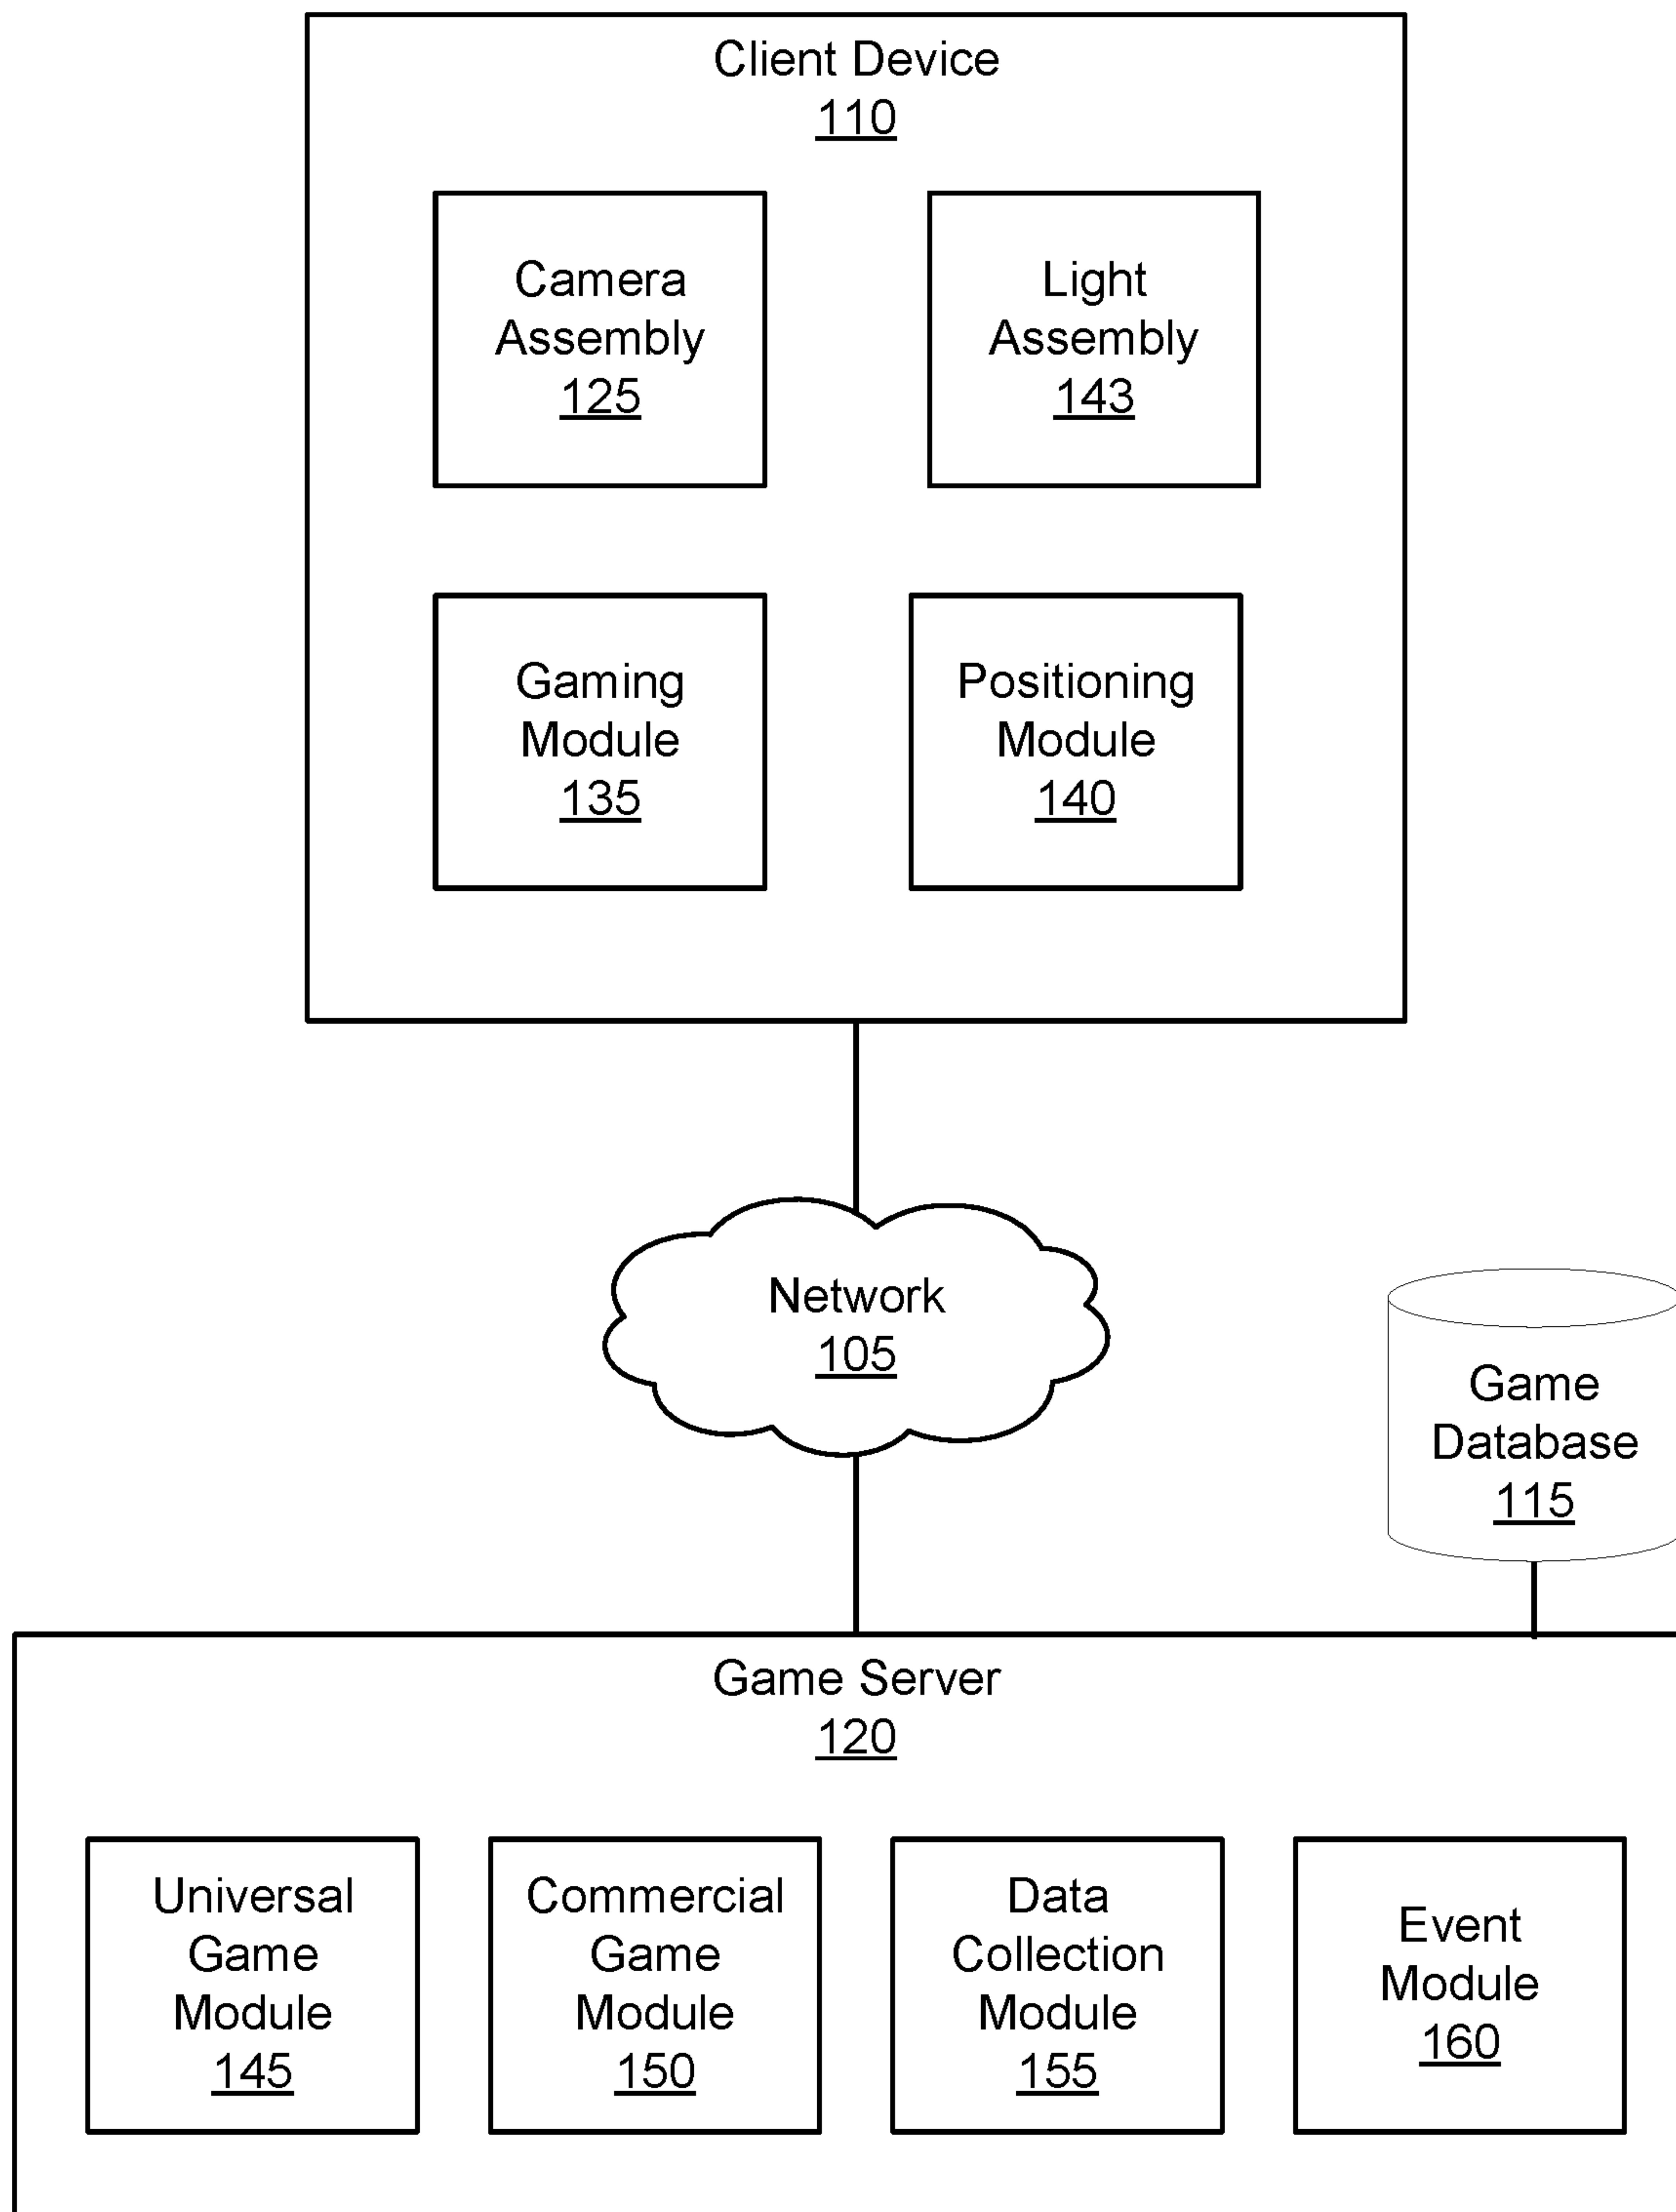 Client Device
110
Camera
Assembly
125
Light
Assembly
143
Gaming
Module
135
Positioning
Module
140
Network
105
Game
Database
115
Game Server
120
Universal
Game
Module
145
Commercial
Game
Module
150
Data
Collection
Module
155
Event
Module
160